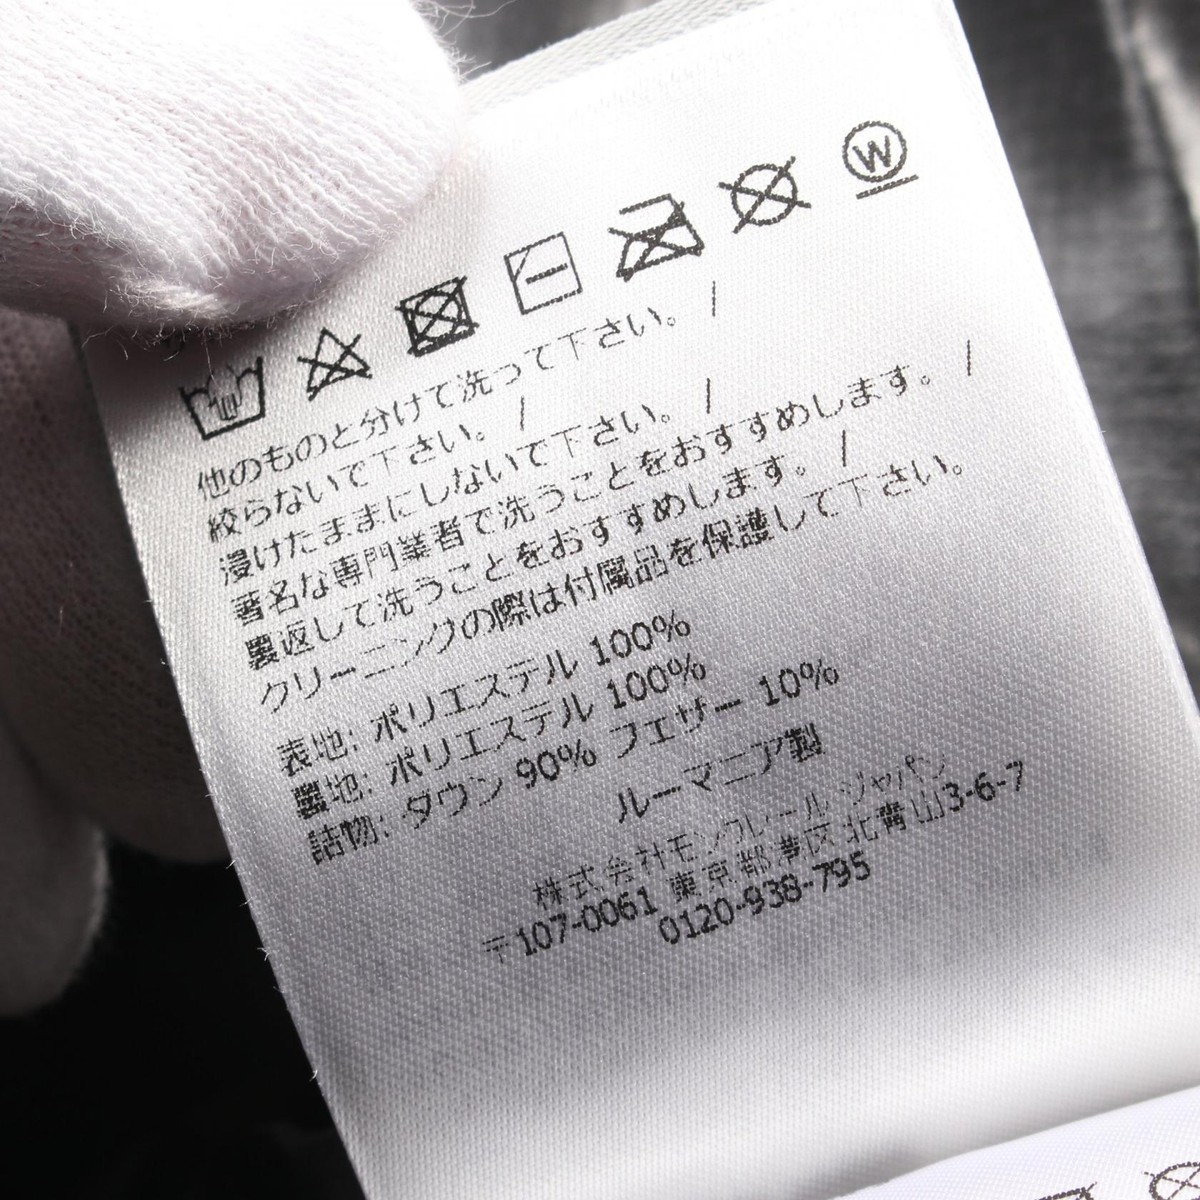 W
他のものと分けて洗って下さい。 /
絞らないで下さい。 /
浸けたままにしないで下さい。 /
著名な専門業者で洗うことをおすすめします。 /
裏返して洗うことをおすすめします。 /
クリーニングの際は付属品を保護して下さい。
表地: ポリエステル 100%
裏地: ポリエステル 100%
詰物: ダウン 90% フェザー 10%
ルーマニア製
株式会社モンクレール ジャパン
〒107-0061 東京都港区北青山3-6-7
0120-938-795